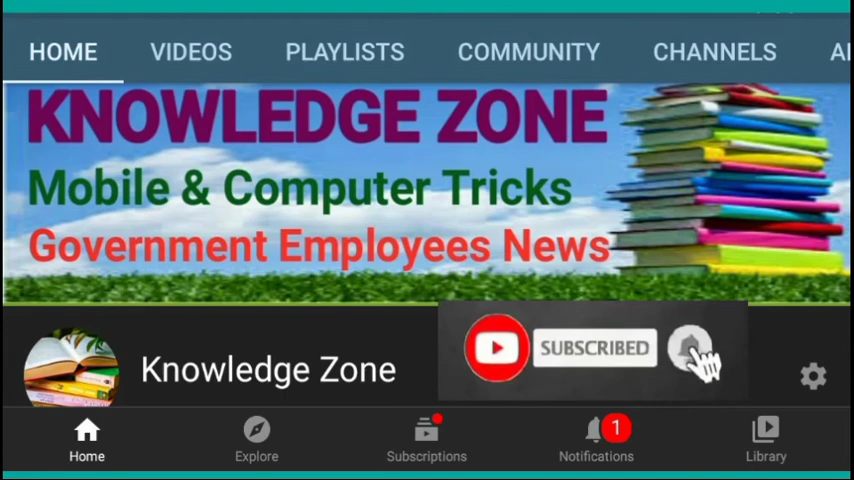 HOME VIDEOS PLAYLISTS COMMUNITY CHANNELS
KNOWLEDGE ZONE
Mobile & Computer Tricks
Government Employees News
SUBSCRIBED
Knowledge Zone
1
Home Explore Subscriptions Notifications Library